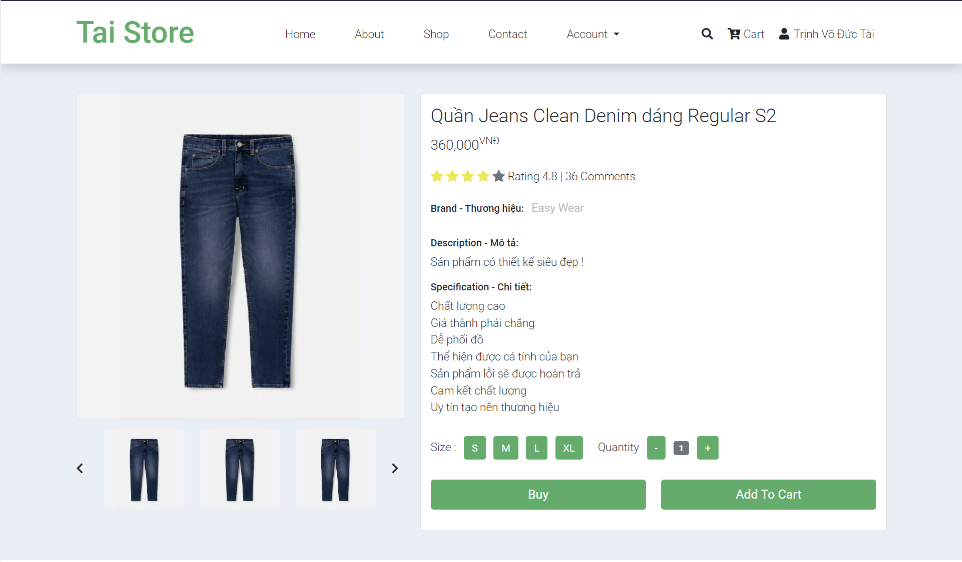 Tai Store
Home About Shop Contact Account Cart Trịnh Võ Đức Tài
Quần Jeans Clean Denim dáng Regular S2
360,000VNĐ
Rating 4.8 | 36 Comments
Brand - Thương hiệu: Easy Wear
Description - Mô tả:
Sản phẩm có thiết kế siêu đẹp !
Specification - Chi tiết:
Chất lượng cao
Giá thành phải chăng
Dễ phối đồ
Thể hiện được cá tính của bạn
Sản phẩm lỗi sẽ được hoàn trả
Cam kết chất lượng
Uy tín tạo nên thương hiệu
Size : S M L XL Quantity - 1 +
Buy Add To Cart